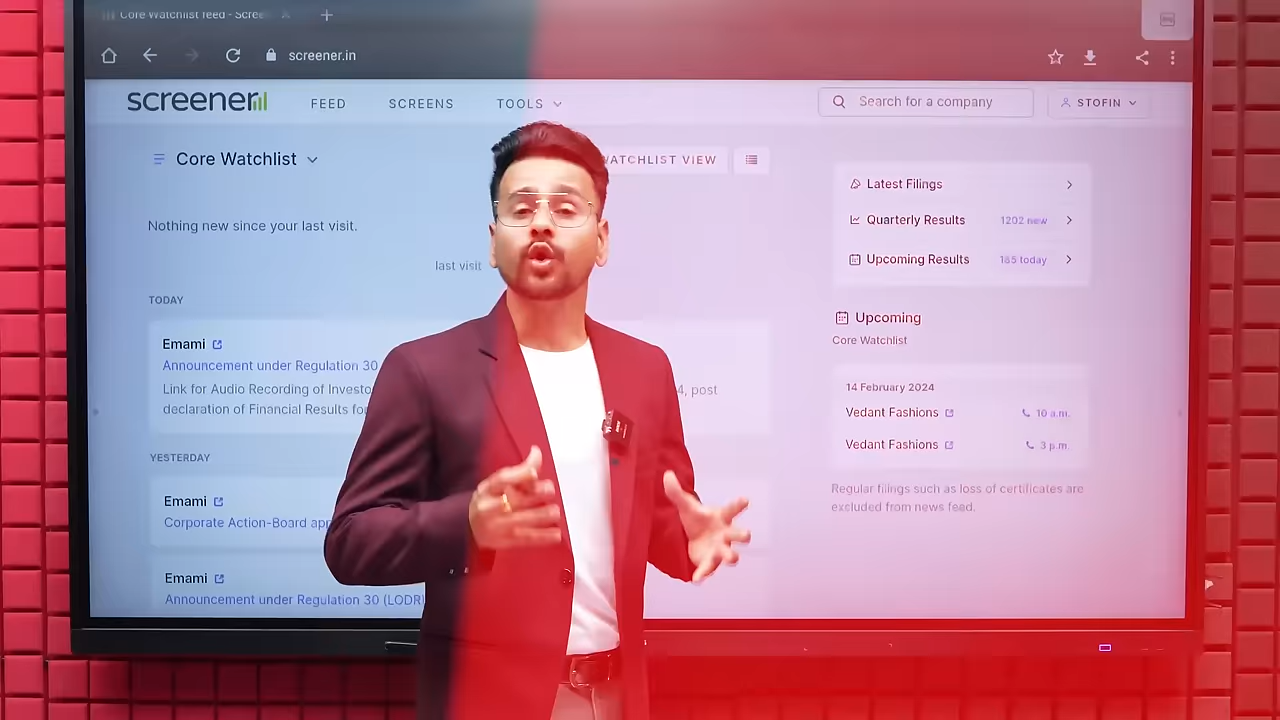 Core Watchlist feed - Scree
screener.in
screener
FEED
SCREENS
TOOLS
Search for a company
STOFIN
Core Watchlist
WATCHLIST VIEW
Nothing new since your last visit.
last visit
TODAY
Emami
Announcement under Regulation 30
Link for Audio Recording of Investo 4, post
declaration of Financial Results for
YESTERDAY
Emami
Corporate Action-Board app
Emami
Announcement under Regulation 30 (LODR)
Latest Filings
Quarterly Results 1202 new
Upcoming Results 165 today
Upcoming
Core Watchlist
14 February 2024
Vedant Fashions 10 a.m.
Vedant Fashions 3 p.m.
Regular filings such as loss of certificates are
excluded from news feed.